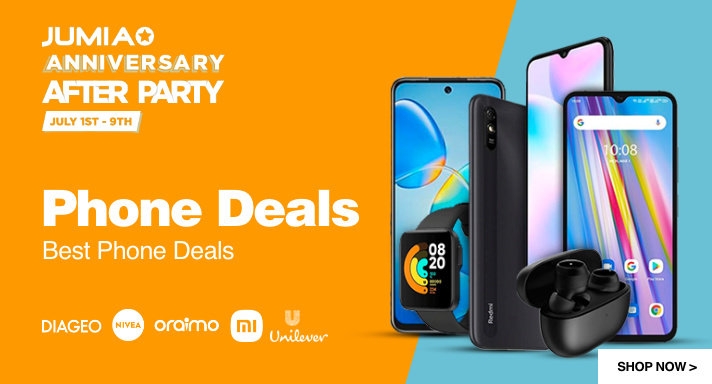 JUMIA
ANNIVERSARY
AFTER PARTY
JULY 1ST - 9TH
Phone Deals
Best Phone Deals
DIAGEO NIVEA oraimo mi Unilever
08
20
Redmi
10:08
SHOP NOW >